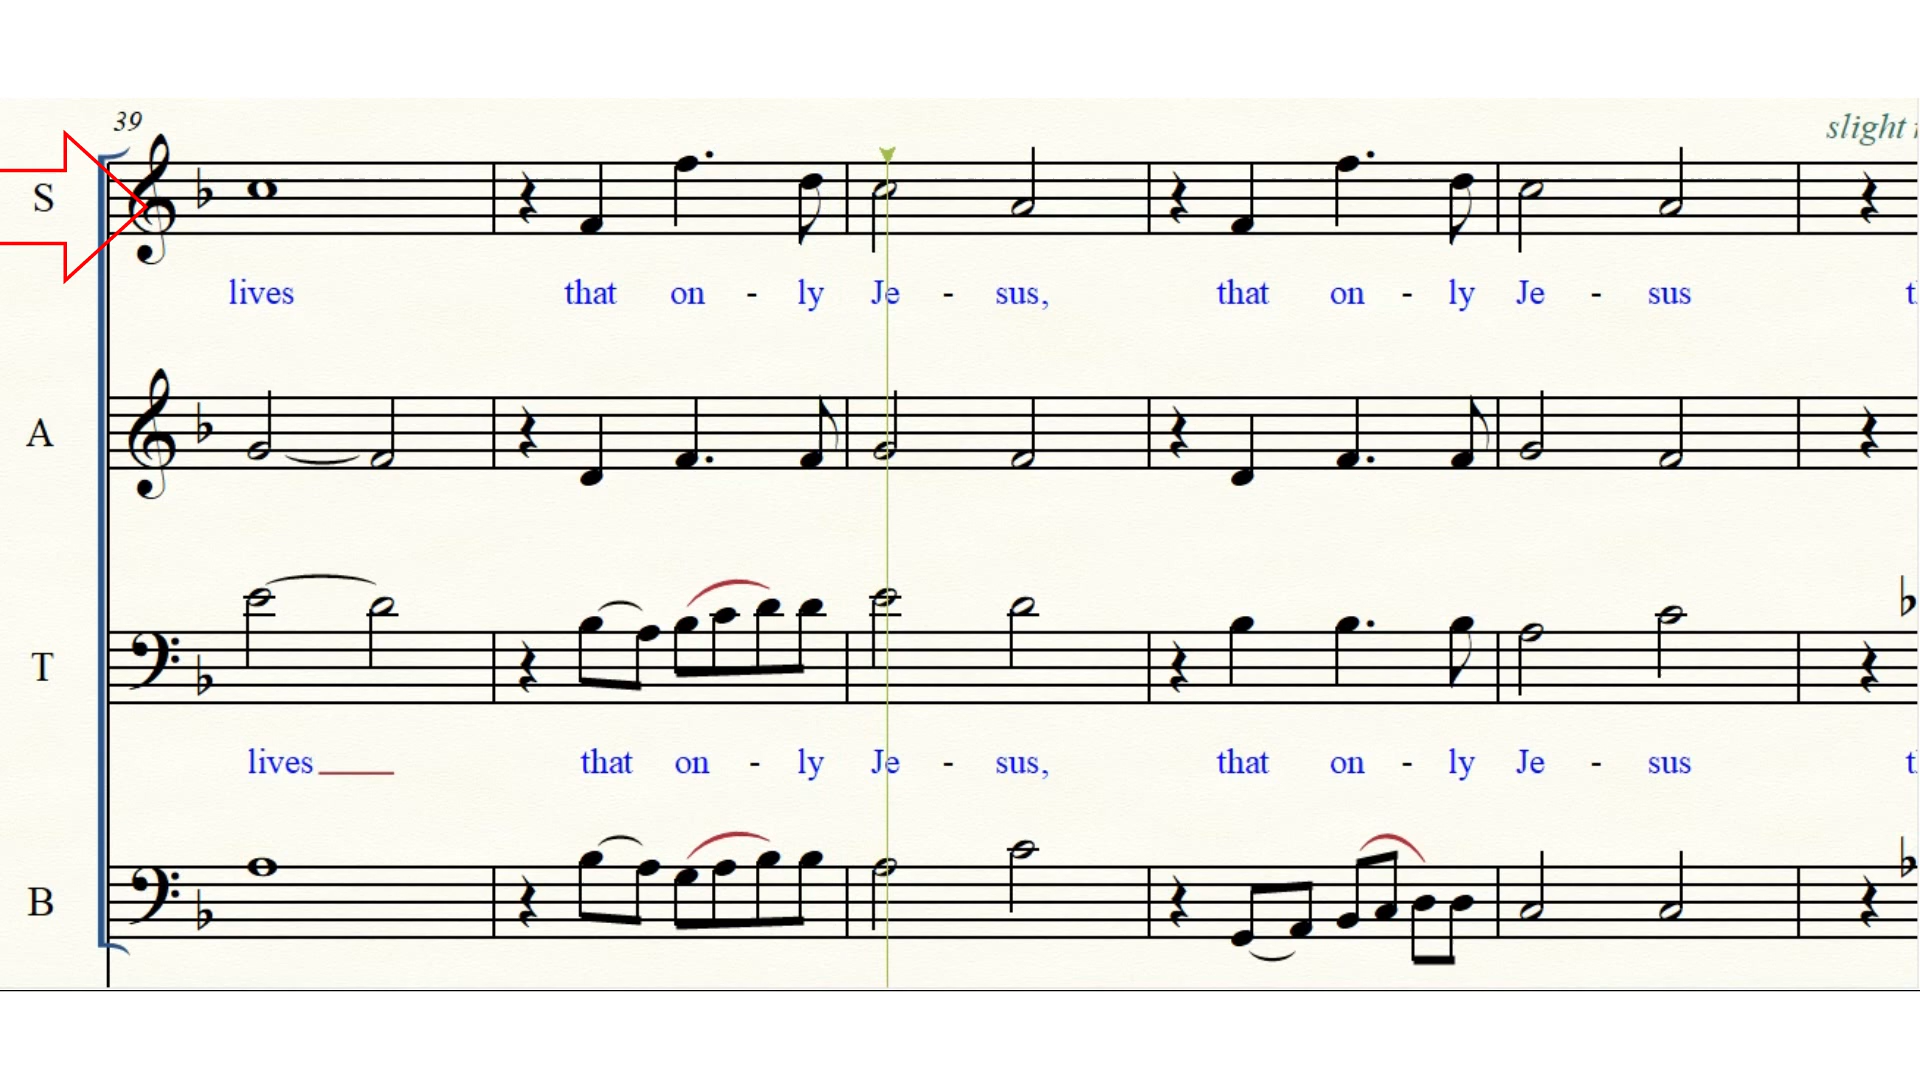 39
slight
S
lives that on - ly Je - sus, that on - ly Je - sus
A
T
lives____ that on - ly Je - sus, that on - ly Je - sus
B